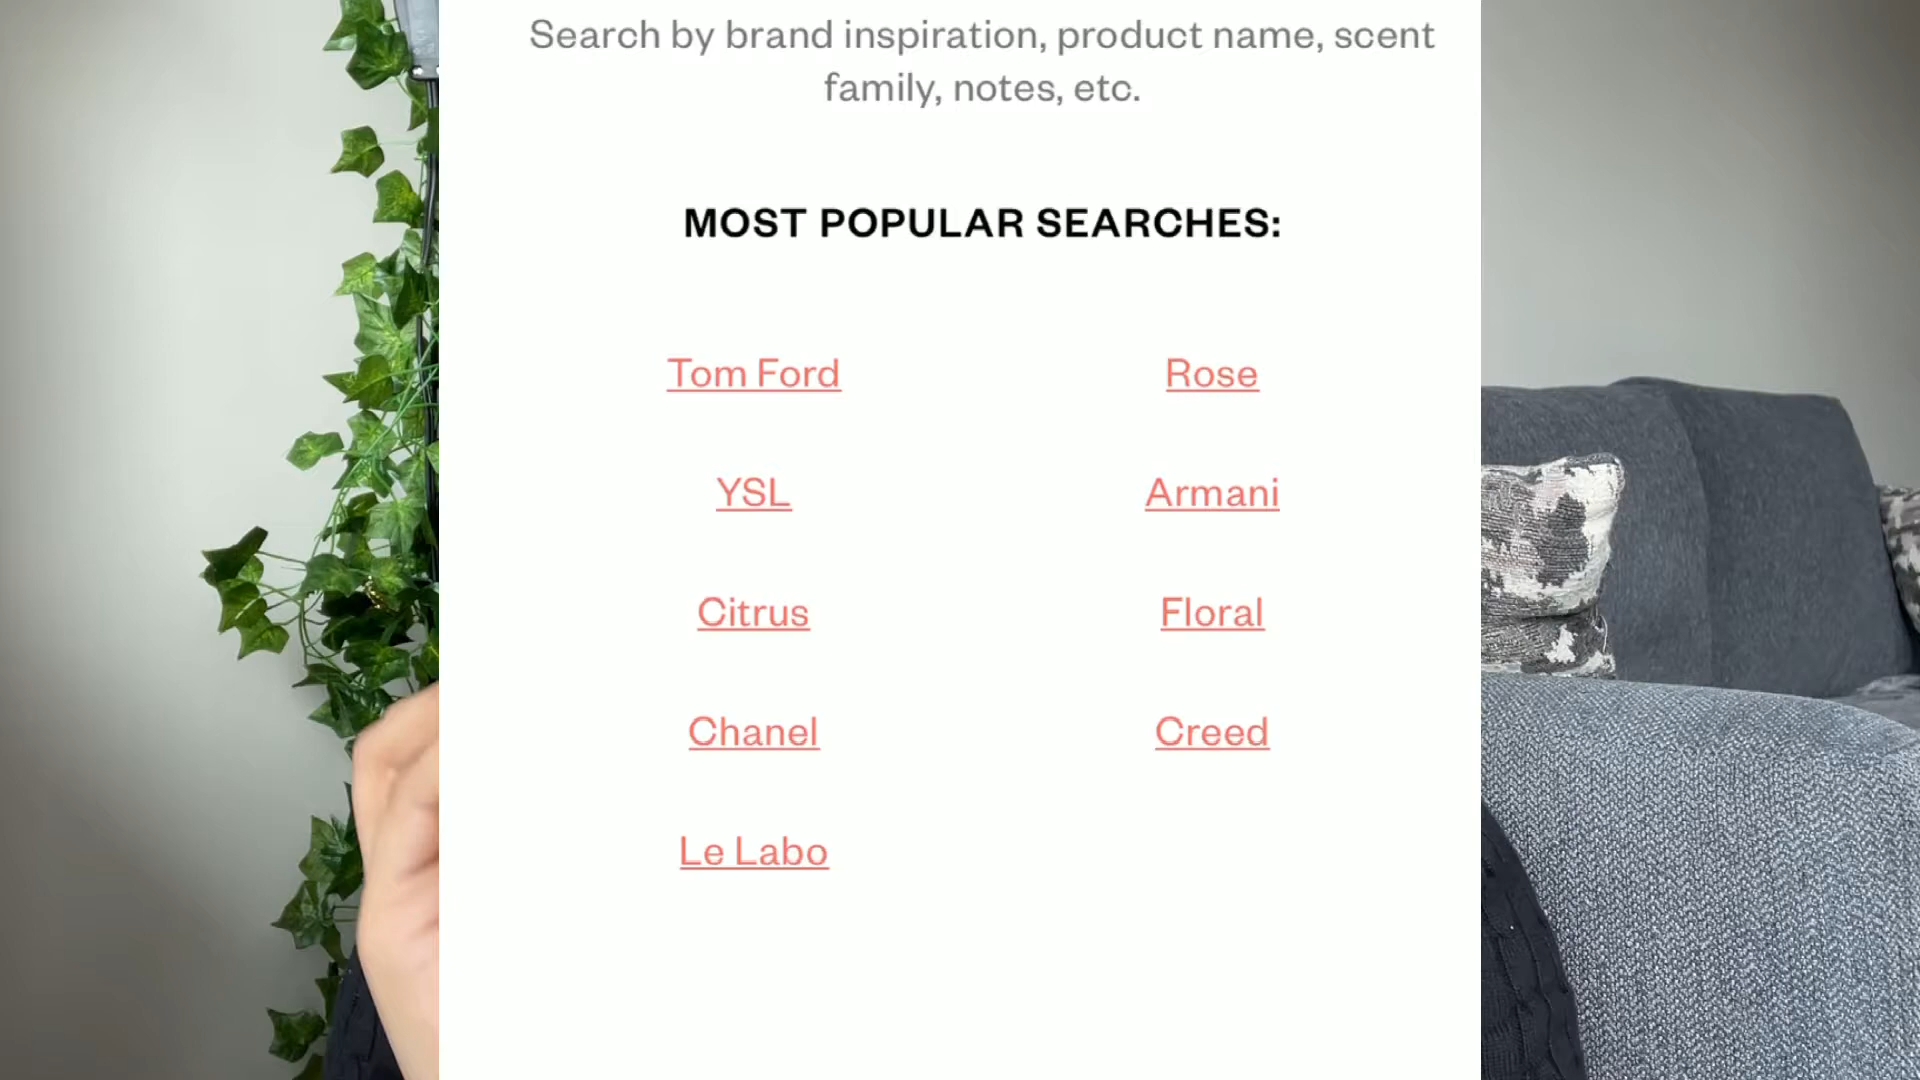 Search by brand inspiration, product name, scent
family, notes, etc.
MOST POPULAR SEARCHES:
Tom Ford
Rose
YSL
Armani
Citrus
Floral
Chanel
Creed
Le Labo